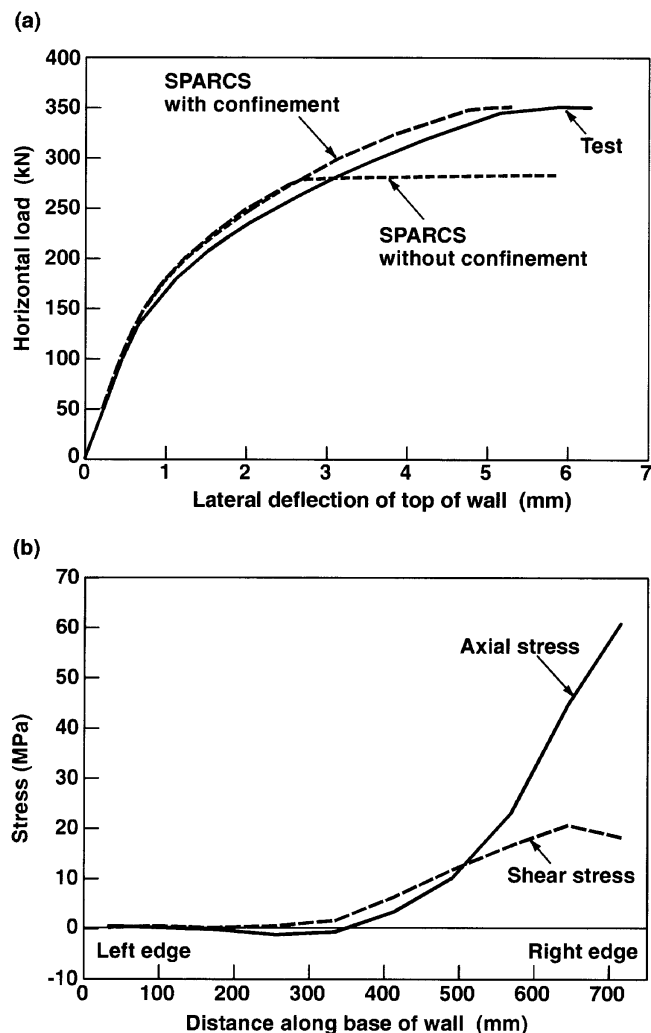 (a)
400
350
300
250
200
150
100
50
0
Horizontal load (kN)
SPARCS
with confinement
Test
SPARCS
without confinement
0 1 2 3 4 5 6 7
Lateral deflection of top of wall (mm)
(b)
70
60
50
40
30
20
10
0
-10
Stress (MPa)
Axial stress
Shear stress
Left edge Right edge
0 100 200 300 400 500 600 700
Distance along base of wall (mm)